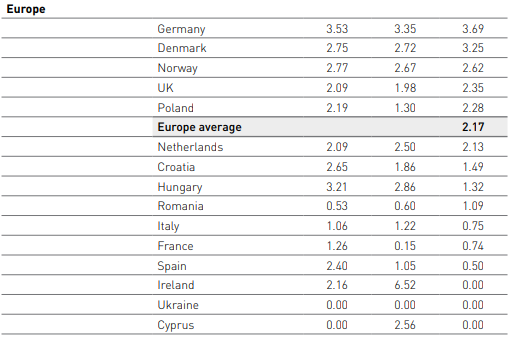 Europe
Germany 3.53 3.35 3.69
Denmark 2.75 2.72 3.25
Norway 2.77 2.67 2.62
UK 2.09 1.98 2.35
Poland 2.19 1.30 2.28
Europe average 2.17
Netherlands 2.09 2.50 2.13
Croatia 2.65 1.86 1.49
Hungary 3.21 2.86 1.32
Romania 0.53 0.60 1.09
Italy 1.06 1.22 0.75
France 1.26 0.15 0.74
Spain 2.40 1.05 0.50
Ireland 2.16 6.52 0.00
Ukraine 0.00 0.00 0.00
Cyprus 0.00 2.56 0.00